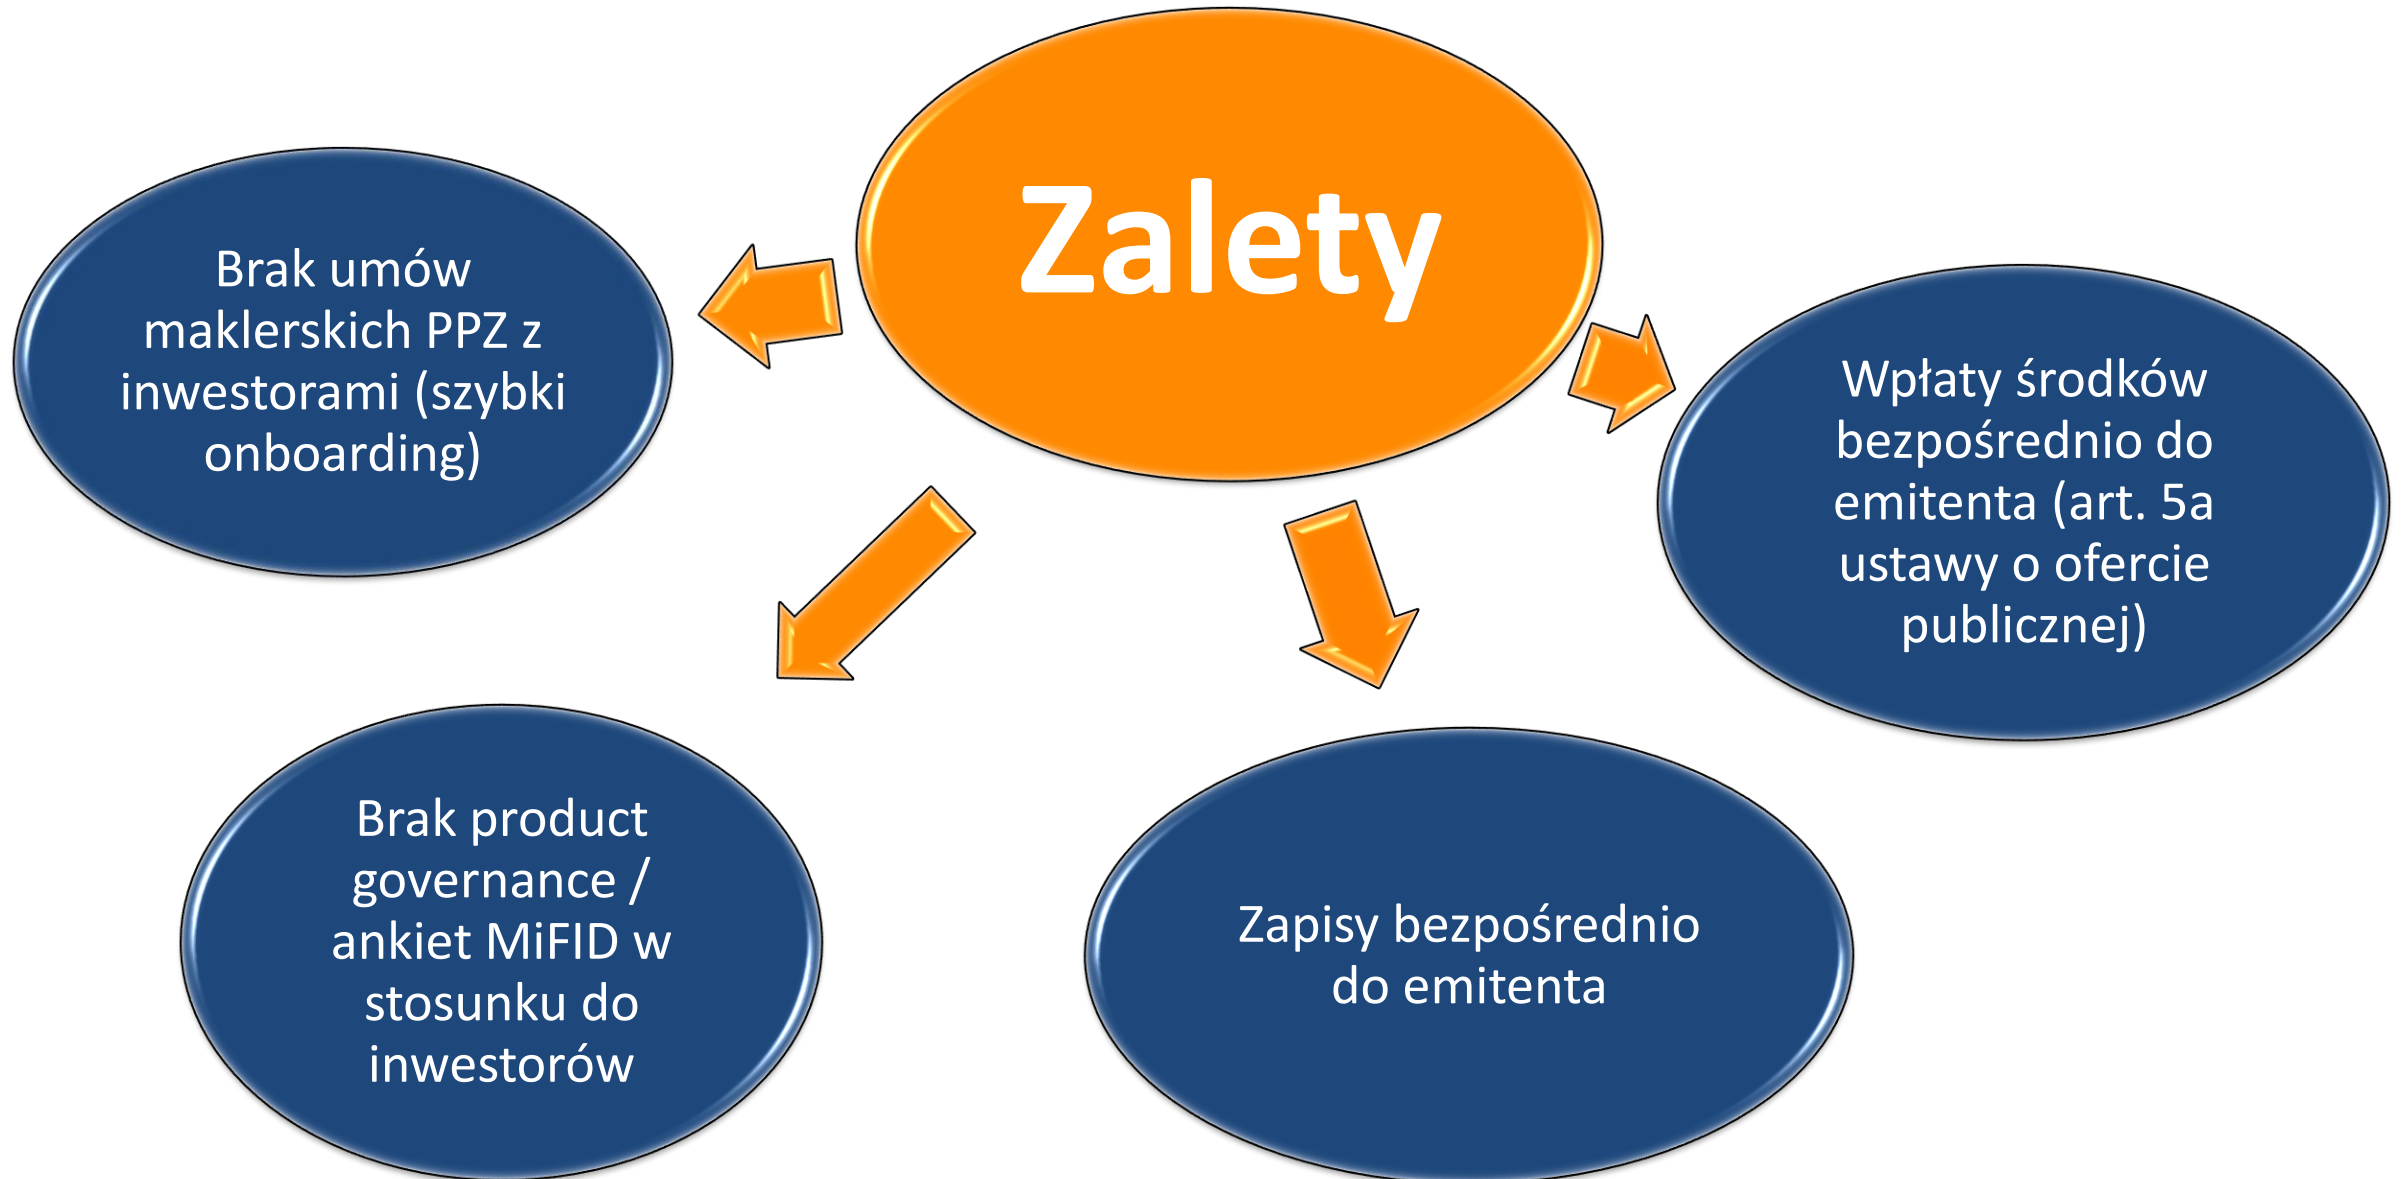 Zalety
Brak umów
maklerskich PPZ z
inwestorami (szybki
onboarding)
Wpłaty środków
bezpośrednio do
emitenta (art. 5a
ustawy o ofercie
publicznej)
Brak product
governance /
ankiet MiFID w
stosunku do
inwestorów
Zapisy bezpośrednio
do emitenta